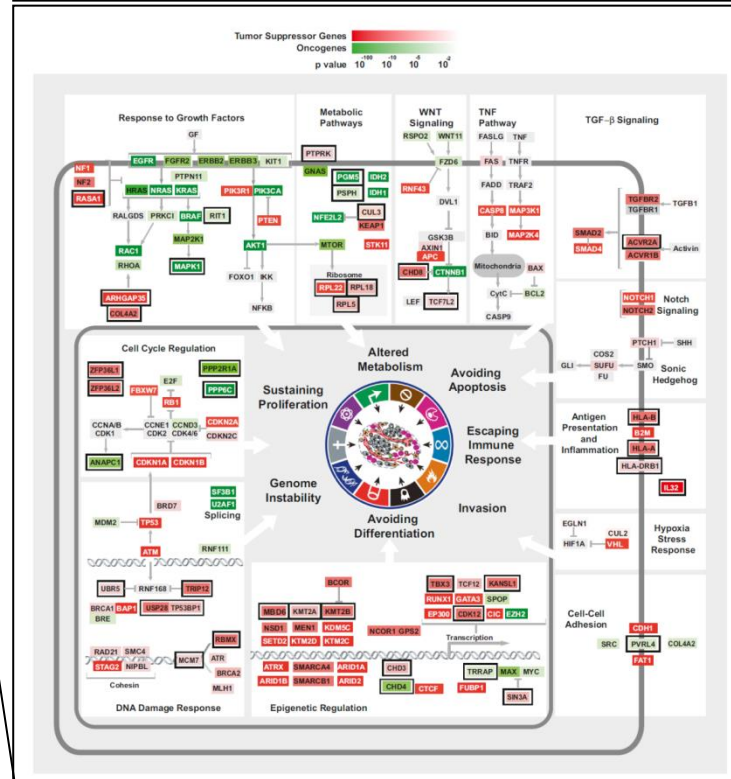 Tumor Suppressor Genes
Oncogenes
p value 10^-100 10^-10 10^-5 10^-2
Response to Growth Factors
GF
EGFR FGFR2 ERBB2 ERBB3 KIT1
PTPN11
NF1
NF2
RASA1
HRAS NRAS KRAS
PIK3R1 PIK3CA
PTEN
RALGDS PRKCI BRAF RIT1
MAP2K1
RAC1
RHOA
MAPK1
AKT1
FOXO1 IKK
NFKB
ARHGAP35
COL4A2
Metabolic
Pathways
PTPRK
GNAS
PGM5 IDH2
PSPH IDH1
NFE2L2 CUL3
KEAP1
MTOR STK11
Ribosome
RPL22 RPL18
RPL5
WNT
Signaling
RSPO2 WNT11
FZD6
RNF43
DVL1
GSK3B
AXIN1
APC
CHD8 CTNNB1
LEF TCF7L2
TNF
Pathway
FASLG TNF
FAS TNFR
FADD TRAF2
CASP8 MAP3K1
BID MAP2K4
Mitochondria BAX
CytC BCL2
CASP9
TGF-β Signaling
TGFBR2
TGFBR1 TGFB1
SMAD2
SMAD4
ACVR2A
ACVR1B Activin
NOTCH1
NOTCH2
Notch
Signaling
PTCH1 SHH
COS2
GLI SUFU SMO
FU
Sonic
Hedgehog
Antigen
Presentation
and
Inflammation
HLA-B
B2M
HLA-A
HLA-DRB1
IL32
EGLN1
HIF1A
CUL2
VHL
Hypoxia
Stress
Response
Cell-Cell
Adhesion
CDH1
SRC PVRL4 COL4A2
FAT1
Cell Cycle Regulation
ZFP36L1
ZFP36L2
PPP2R1A
PPP6C
E2F
FBXW7
RB1
CCNA/B
CDK1
CCNE1
CDK2
CCND3
CDK4/6
CDKN2A
CDKN2C
ANAPC1
CDKN1A CDKN1B
SF3B1
U2AF1
Splicing
BRD7
MDM2 TP53
ATM
RNF111
UBR5 RNF168 TRIP12
BRCA1 BAP1 USP28 TP53BP1
BRE
RAD21 SMC4
STAG2 NIPBL
Cohesin
MCM7
RBMX
ATR
BRCA2
MLH1
DNA Damage Response
Sustaining
Proliferation
Altered
Metabolism
Avoiding
Apoptosis
Escaping
Immune
Response
Invasion
Avoiding
Differentiation
Genome
Instability
BCOR
MBD6 KMT2A KMT2B
NSD1 MEN1 KDM5C
SETD2 KTM2D KTM2C
ATRX SMARCA4 ARID1A
ARID1B SMARCB1 ARID2
TBX3 TCF12 KANSL1
RUNX1 GATA3 SPOP
EP300 CDK12 CIC EZH2
NCOR1 GPS2
Transcription
CHD3
CHD4 CTCF
TRRAP MAX MYC
FUBP1
SIN3A
Epigenetic Regulation